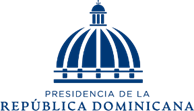 PRESIDENCIA DE LA
REPÚBLICA DOMINICANA